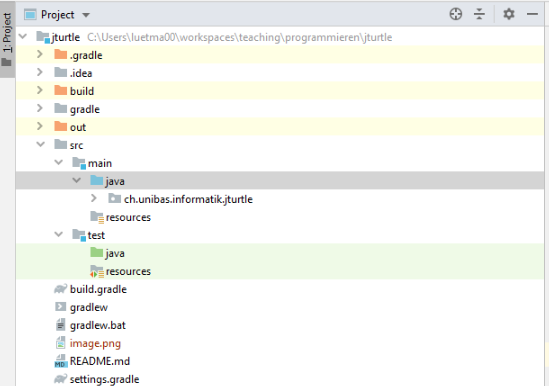 1: Project
Project
jturtle C:\Users\luetma00\workspaces\teaching\programmieren\jturtle
.gradle
.idea
build
gradle
out
src
main
java
ch.unibas.informatik.jturtle
resources
test
java
resources
build.gradle
gradlew
gradlew.bat
image.png
MD README.md
settings.gradle